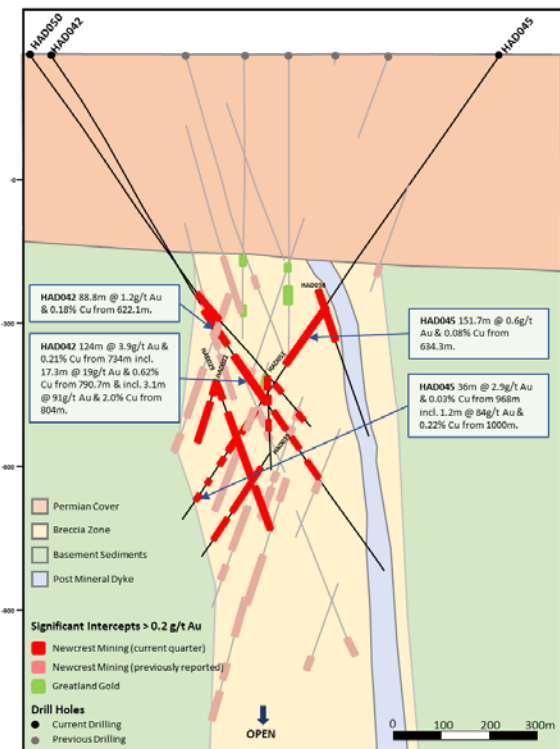 HAD050
HAD042
HAD045
-0
-300
-600
-900
HAD042 88.8m @ 1.2g/t Au
& 0.18% Cu from 622.1m.
HAD042 124m @ 3.9g/t Au &
0.21% Cu from 734m incl.
17.3m @ 19g/t Au & 0.62%
Cu from 790.7m & incl. 3.1m
@ 91g/t Au & 2.0% Cu from
804m.
HAD045 151.7m @ 0.6g/t
Au & 0.08% Cu from
634.3m.
HAD045 36m @ 2.9g/t Au &
0.03% Cu from 968m
incl. 1.2m @ 84g/t Au &
0.22% Cu from 1000m.
Permian Cover
Breccia Zone
Basement Sediments
Post Mineral Dyke
Significant Intercepts > 0.2 g/t Au
Newcrest Mining (current quarter)
Newcrest Mining (previously reported)
Greatland Gold
Drill Holes
Current Drilling
Previous Drilling
OPEN
0 100 200 300m